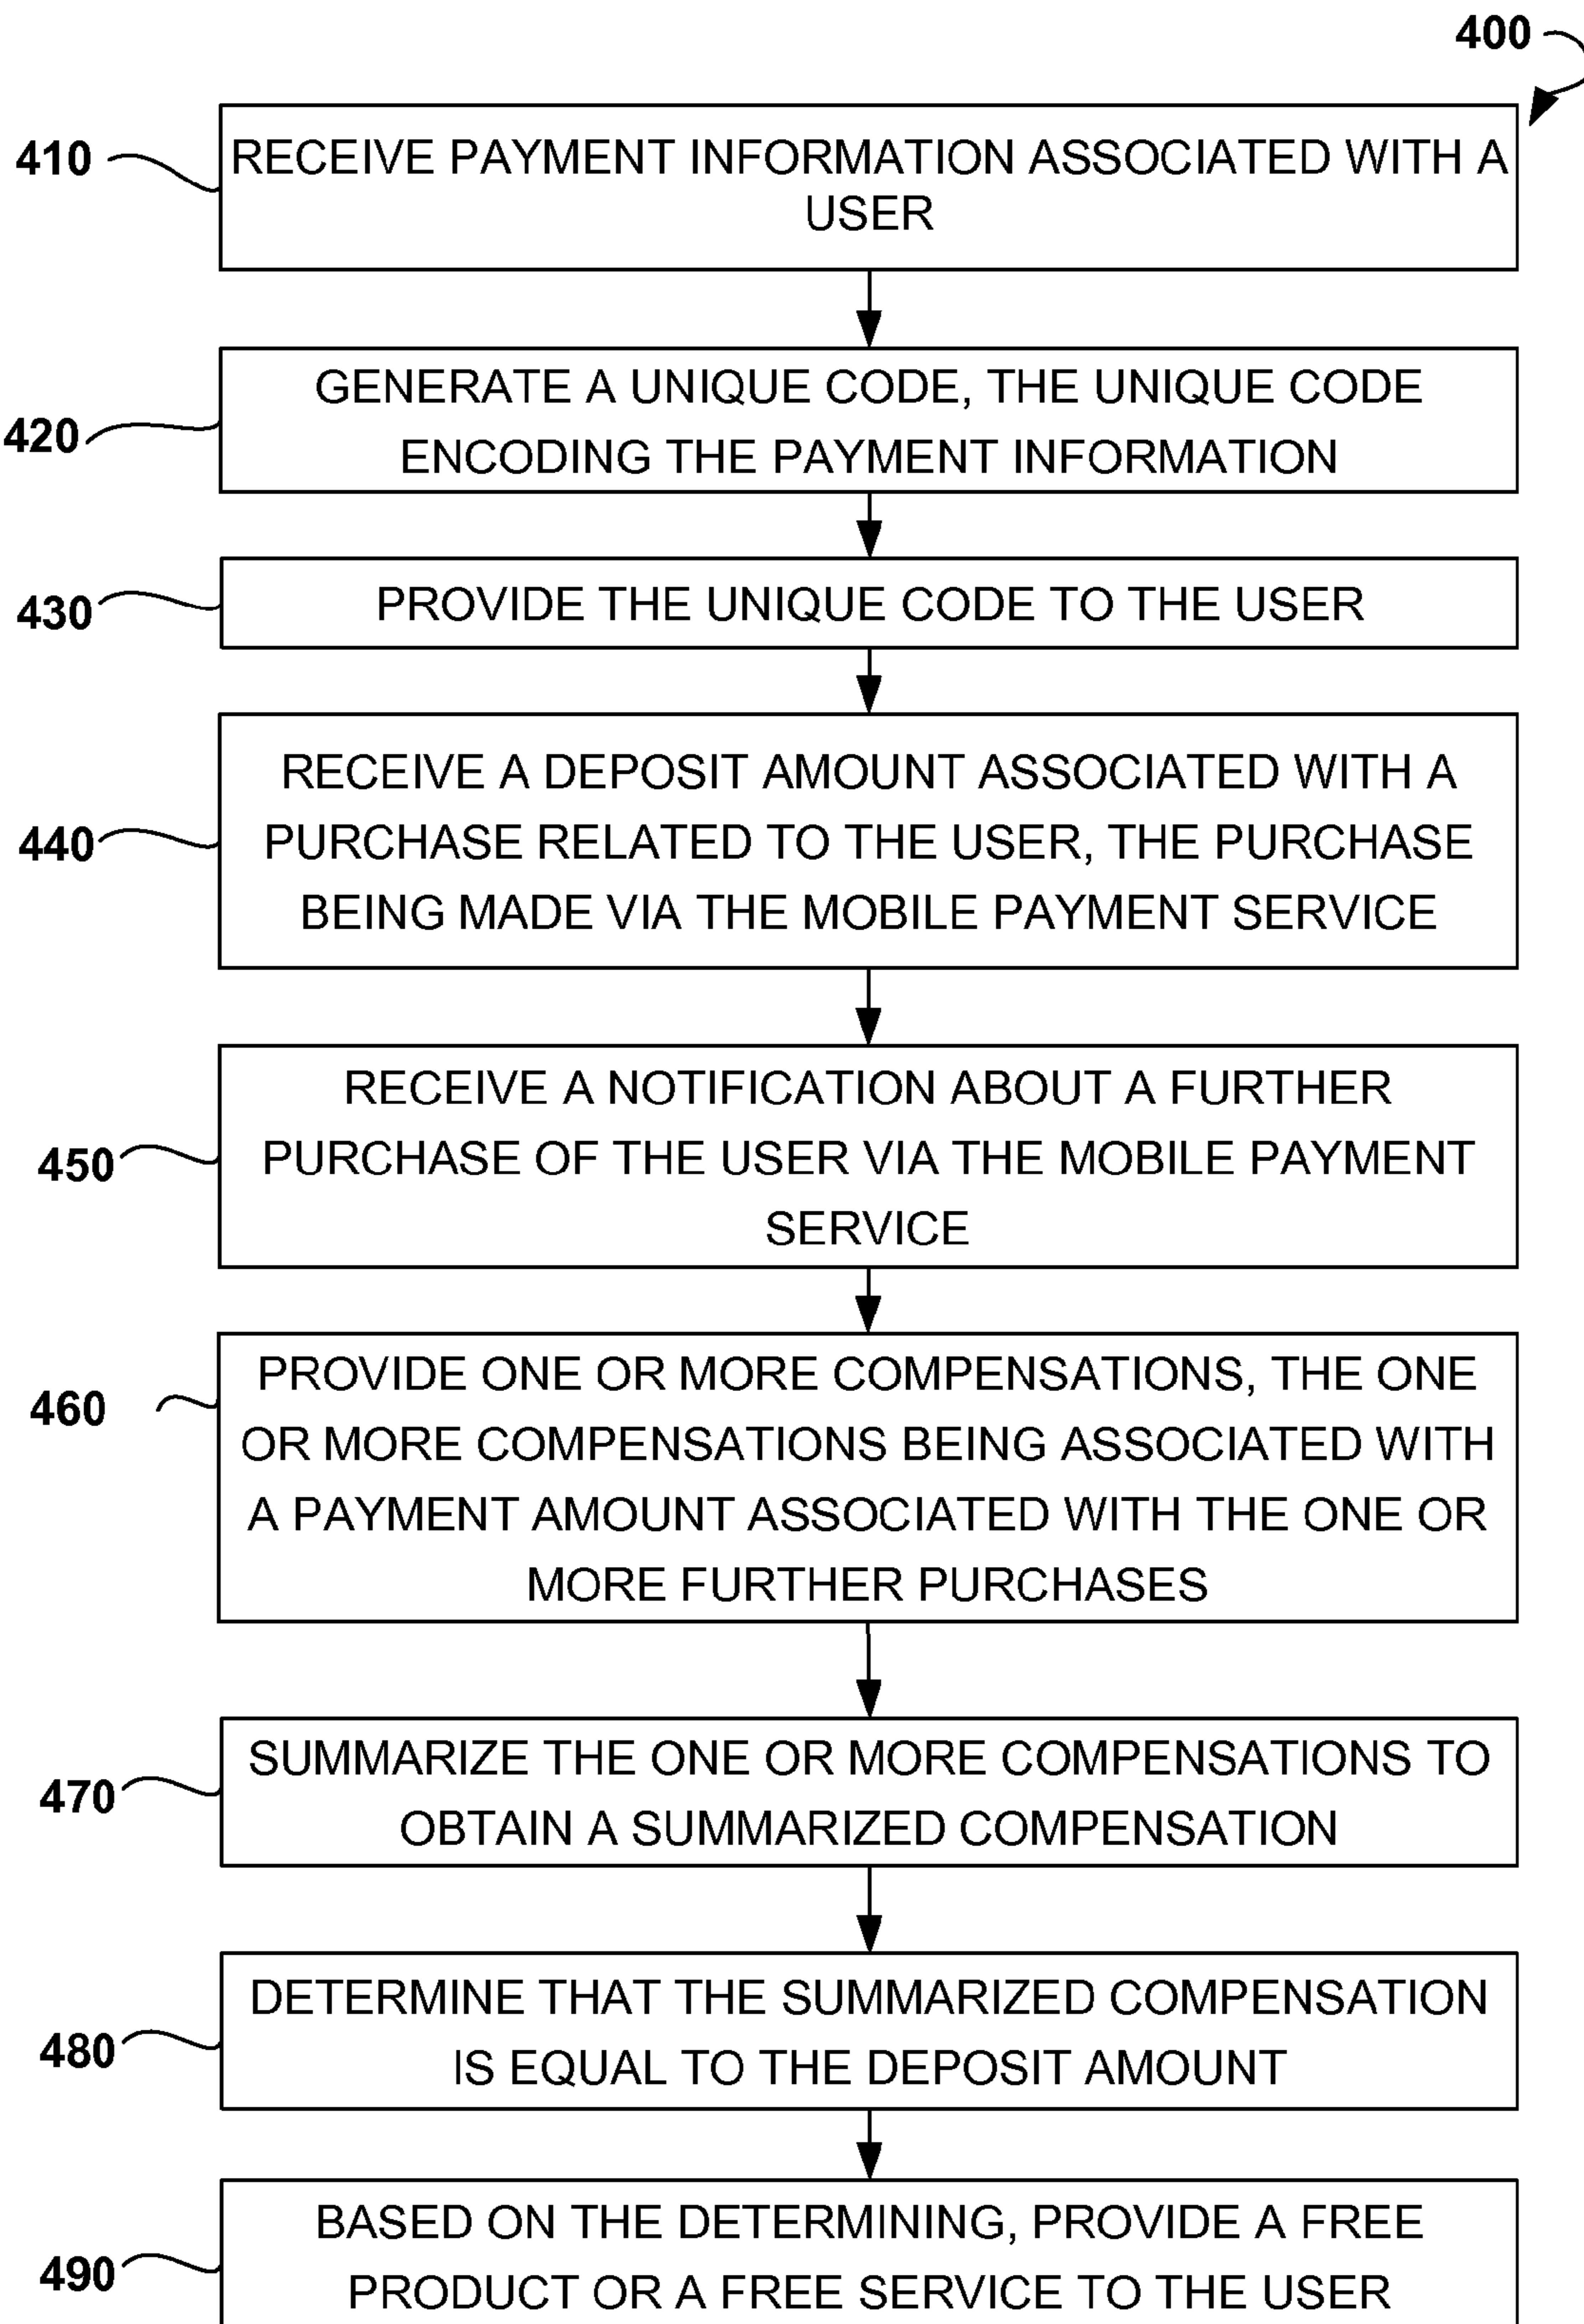 400
410
RECEIVE PAYMENT INFORMATION ASSOCIATED WITH A
USER
420
GENERATE A UNIQUE CODE, THE UNIQUE CODE
ENCODING THE PAYMENT INFORMATION
430
PROVIDE THE UNIQUE CODE TO THE USER
440
RECEIVE A DEPOSIT AMOUNT ASSOCIATED WITH A
PURCHASE RELATED TO THE USER, THE PURCHASE
BEING MADE VIA THE MOBILE PAYMENT SERVICE
450
RECEIVE A NOTIFICATION ABOUT A FURTHER
PURCHASE OF THE USER VIA THE MOBILE PAYMENT
SERVICE
460
PROVIDE ONE OR MORE COMPENSATIONS, THE ONE
OR MORE COMPENSATIONS BEING ASSOCIATED WITH
A PAYMENT AMOUNT ASSOCIATED WITH THE ONE OR
MORE FURTHER PURCHASES
470
SUMMARIZE THE ONE OR MORE COMPENSATIONS TO
OBTAIN A SUMMARIZED COMPENSATION
480
DETERMINE THAT THE SUMMARIZED COMPENSATION
IS EQUAL TO THE DEPOSIT AMOUNT
490
BASED ON THE DETERMINING, PROVIDE A FREE
PRODUCT OR A FREE SERVICE TO THE USER